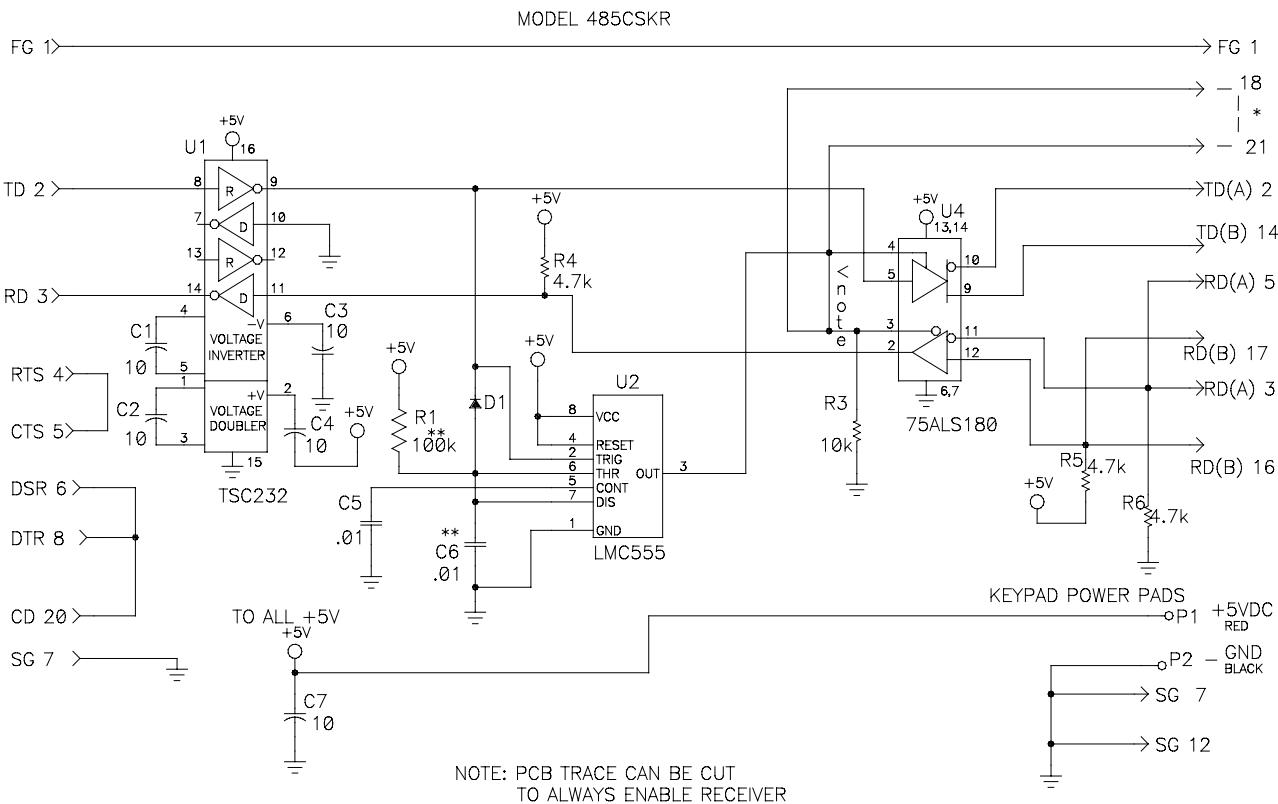 MODEL 485CSKR
FG 1
FG 1
18
*
21
+5V
U1
16
TD 2
8
R
9
7
D
10
13
R
12
RD 3
14
D
11
4
C1
10
5
-V
6
VOLTAGE
INVERTER
C3
10
RTS 4
CTS 5
1
C2
10
3
+V
2
VOLTAGE
DOUBLER
C4
10
+5V
15
TSC232
DSR 6
DTR 8
CD 20
SG 7
+5V
R4
4.7k
+5V
R1
**
100k
D1
+5V
U2
8
VCC
4
RESET
2
TRIG
6
THR
5
CONT
7
DIS
1
GND
OUT
3
LMC555
C5
.01
**
C6
.01
+5V
U4
13,14
4
5
10
9
3
2
11
12
6,7
75ALS180
<note
R3
10k
TD(A) 2
TD(B) 14
RD(A) 5
RD(B) 17
RD(A) 3
RD(B) 16
R5
4.7k
+5V
R6
4.7k
TO ALL +5V
+5V
C7
10
KEYPAD POWER PADS
P1 +5VDC
RED
P2 - GND
BLACK
SG 7
SG 12
NOTE: PCB TRACE CAN BE CUT
TO ALWAYS ENABLE RECEIVER